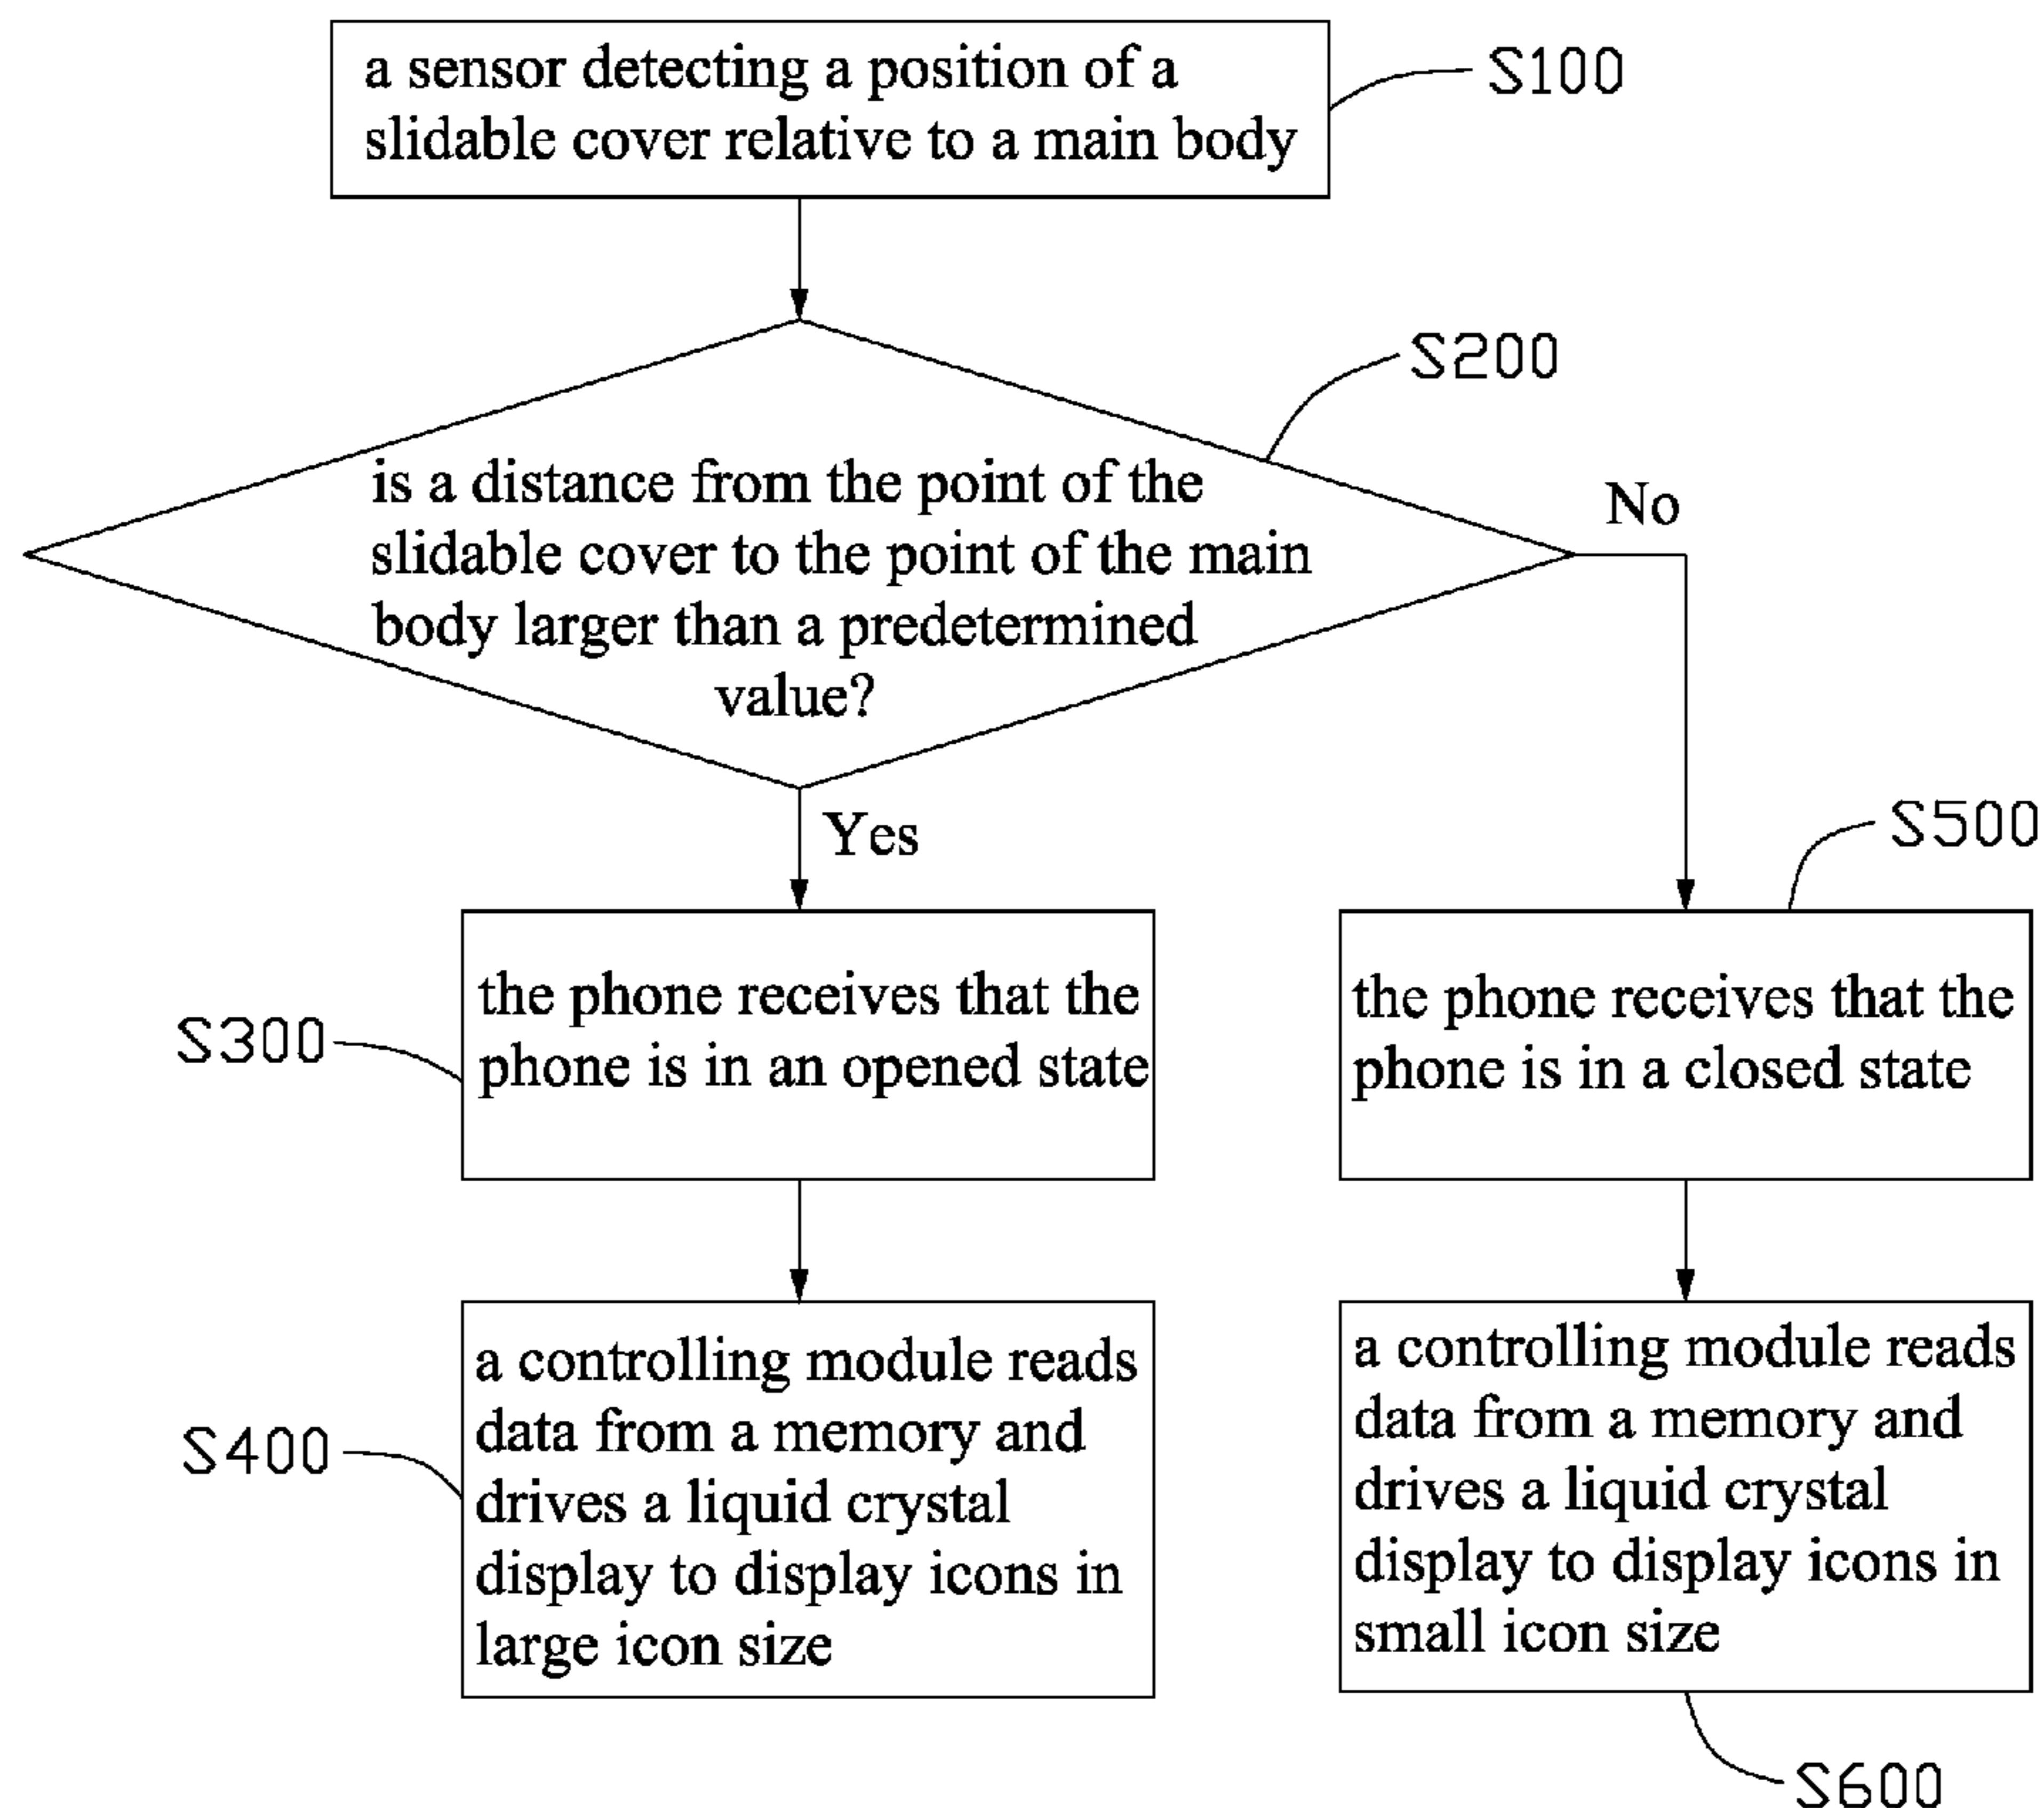 a sensor detecting a position of a
slidable cover relative to a main body
S100
S200
is a distance from the point of the
slidable cover to the point of the main
body larger than a predetermined
value?
No
Yes
S500
the phone receives that the
phone is in an opened state
S300
the phone receives that the
phone is in a closed state
a controlling module reads
data from a memory and
drives a liquid crystal
display to display icons in
large icon size
S400
a controlling module reads
data from a memory and
drives a liquid crystal
display to display icons in
small icon size
S600